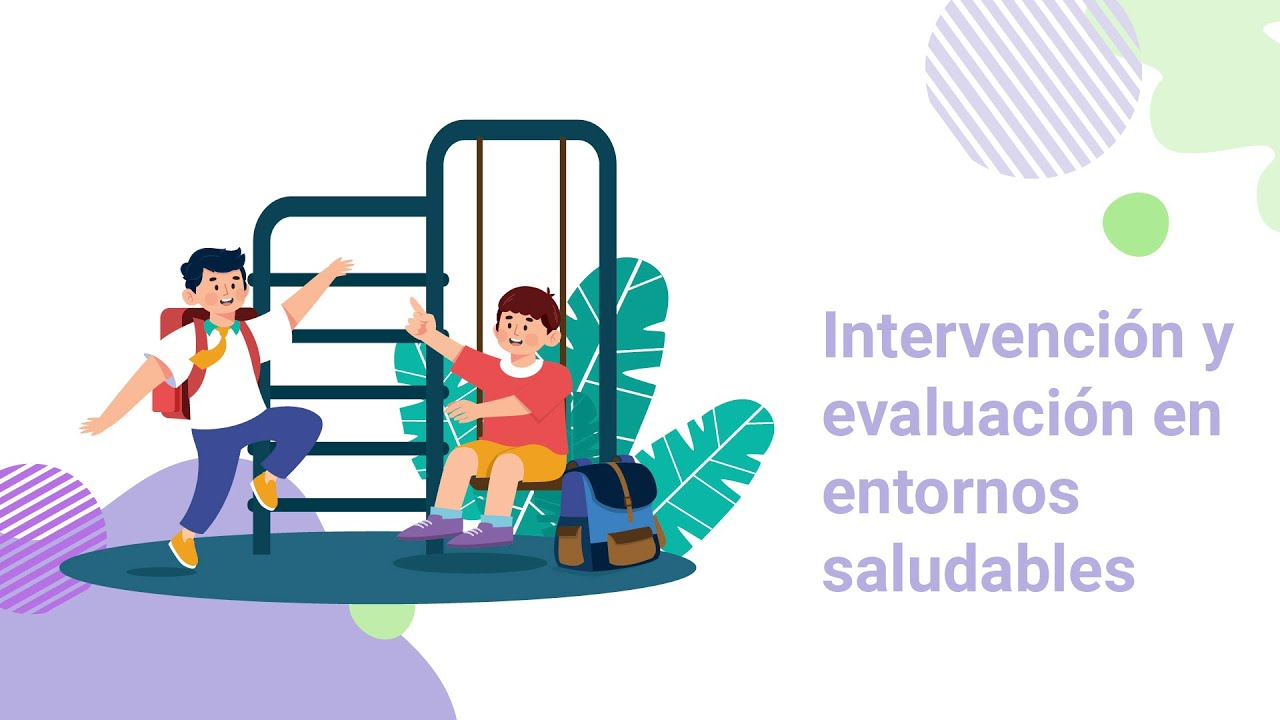 Intervención y
evaluación en
entornos
saludables